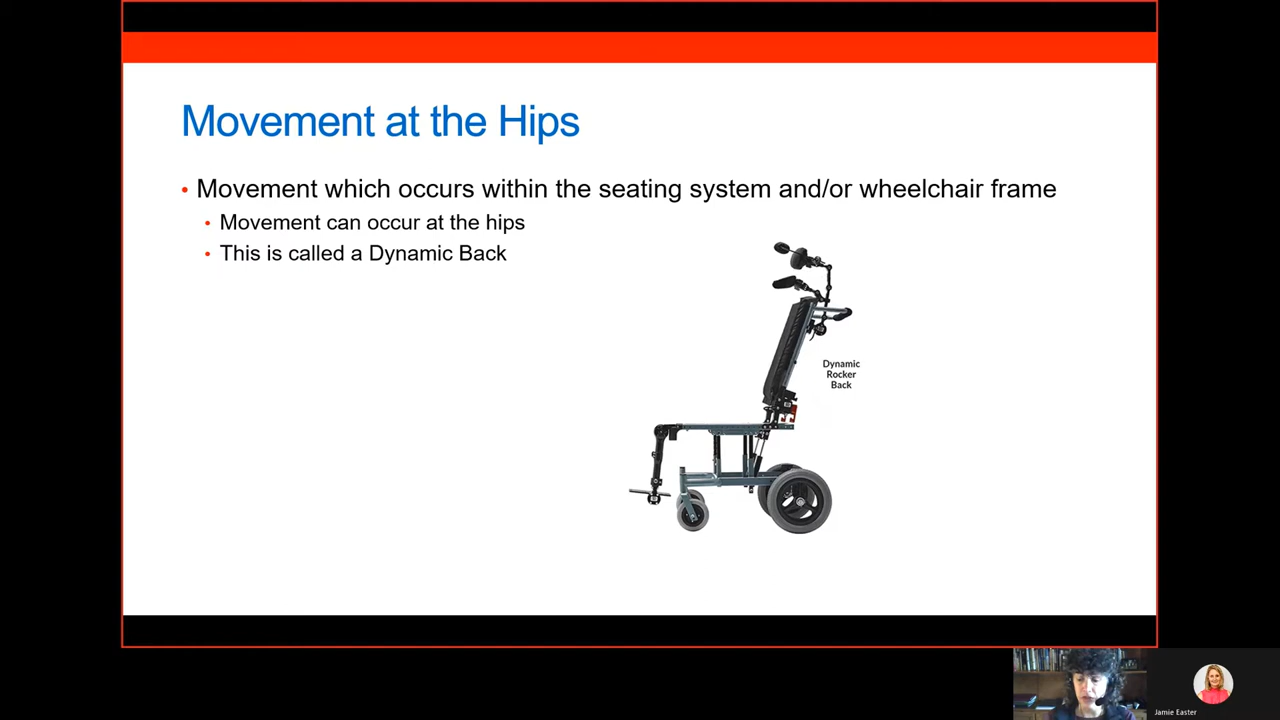 Movement at the Hips
• Movement which occurs within the seating system and/or wheelchair frame
• Movement can occur at the hips
• This is called a Dynamic Back
Dynamic
Rocker
Back
Jamie Easter